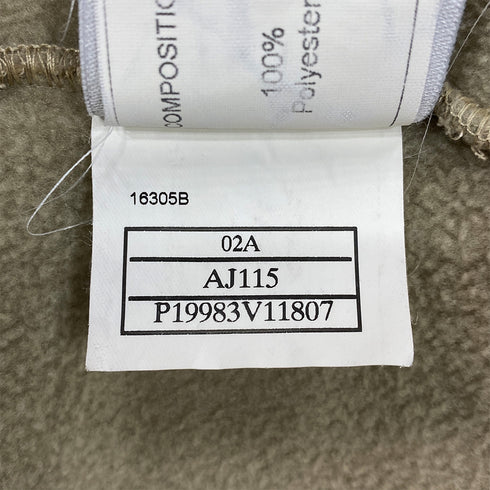 COMPOSITIO
100%
Polyester
16305B
02A
AJ115
P19983V11807